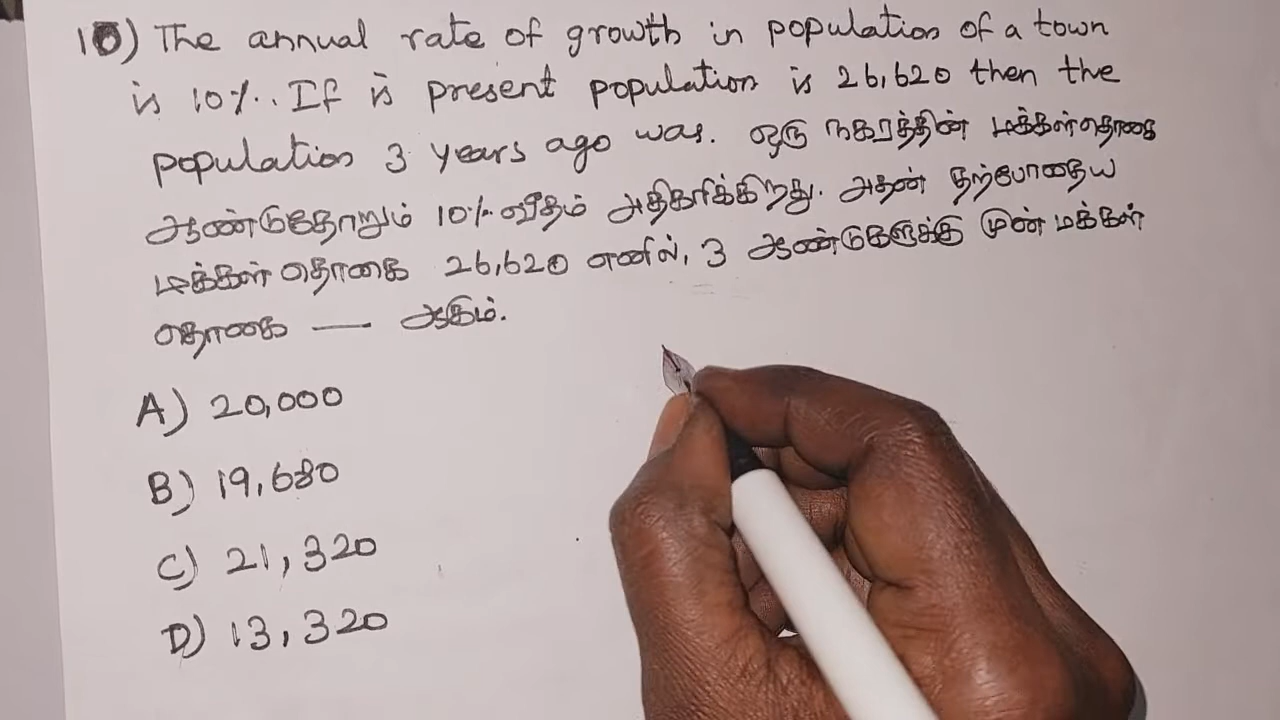 10) The annual rate of growth in population of a town
is 10%. If is present population is 26,620 then the
population 3 years ago was. ஒரு நகரத்தின் மக்கள்தொகை
ஆண்டுதோறும் 10% வீதம் அதிகரிக்கிறது. அதன் தற்போதைய
மக்கள் தொகை 26,620 எனில், 3 ஆண்டுகளுக்கு முன் மக்கள்
தொகை — ஆகும்.
A) 20,000
B) 19,680
C) 21,320
D) 13,320